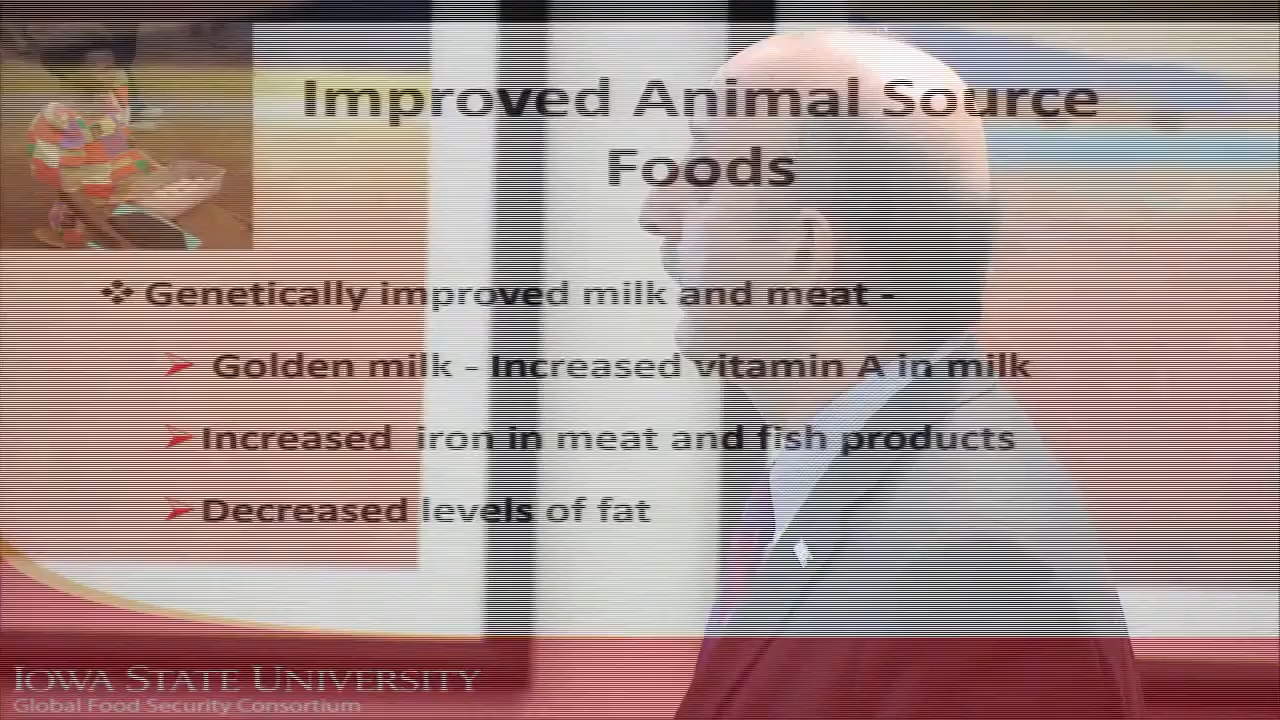 Improved Animal Source
Foods
❖ Genetically improved milk and meat -
➢ Golden milk - Increased vitamin A in milk
➢ Increased iron in meat and fish products
➢ Decreased levels of fat
IOWA STATE UNIVERSITY
Global Food Security Consortium